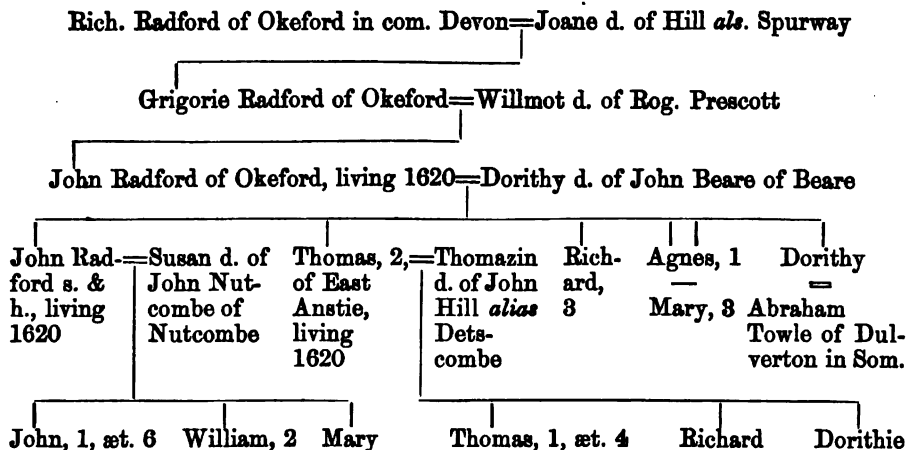 Rich. Radford of Okeford in com. Devon=Joane d. of Hill als. Spurway
Grigorie Radford of Okeford=Willmot d. of Rog. Prescott
John Radford of Okeford, living 1620=Dorithy d. of John Beare of Beare
John Rad-
ford s. &
h., living
1620
=Susan d. of
John Nut-
combe of
Nutcombe
Thomas, 2,
of East
Anstie,
living
1620
=Thomazin
d. of John
Hill alias
Dets-
combe
Rich-
ard,
3
Agnes, 1
—
Mary, 3
Dorithy
=
Abraham
Towle of Dul-
verton in Som.
John, 1, æt. 6 William, 2 Mary
Thomas, 1, æt. 4 Richard Dorithie